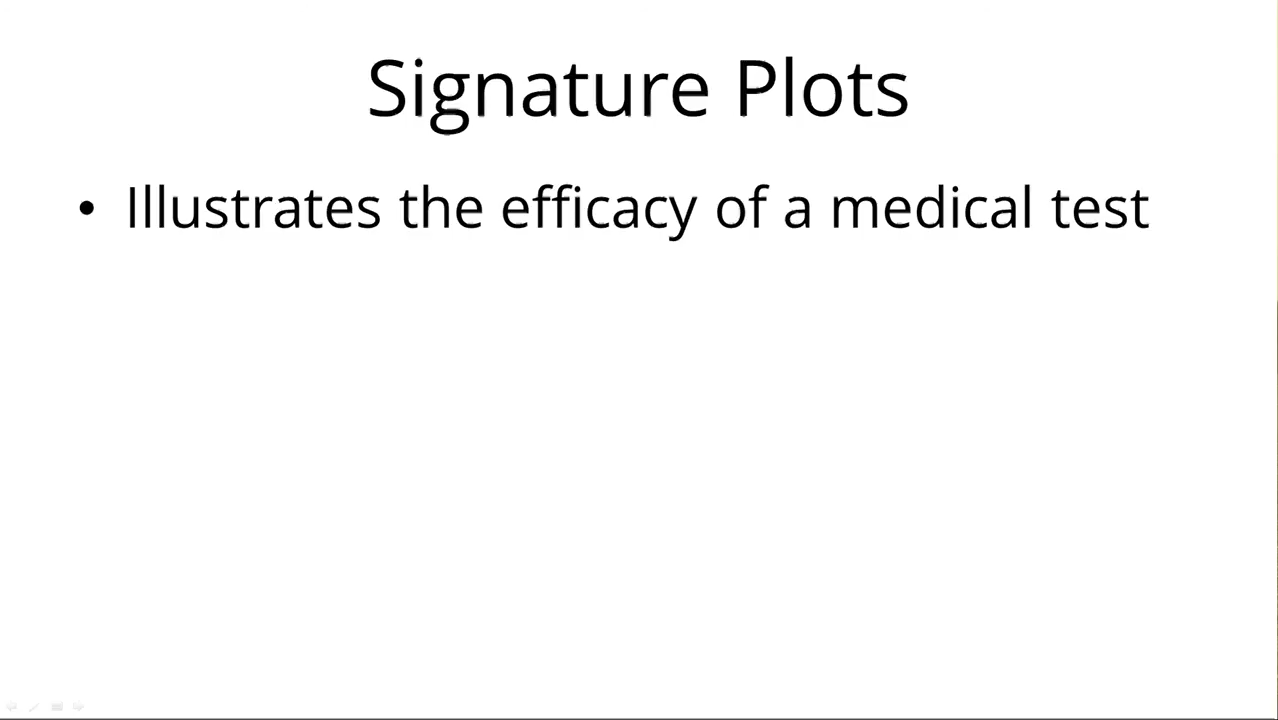 Signature Plots
• Illustrates the efficacy of a medical test